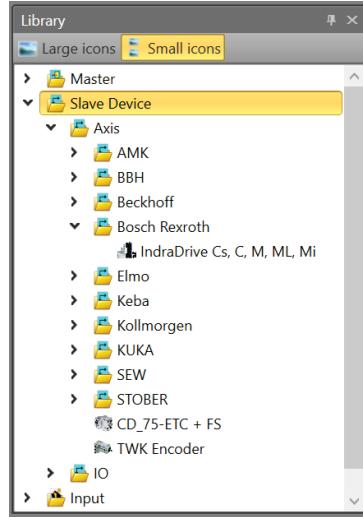 Library
Large icons Small icons
Master
Slave Device
Axis
AMK
BBH
Beckhoff
Bosch Rexroth
IndraDrive Cs, C, M, ML, Mi
Elmo
Keba
Kollmorgen
KUKA
SEW
STOBER
CD_75-ETC + FS
TWK Encoder
IO
Input